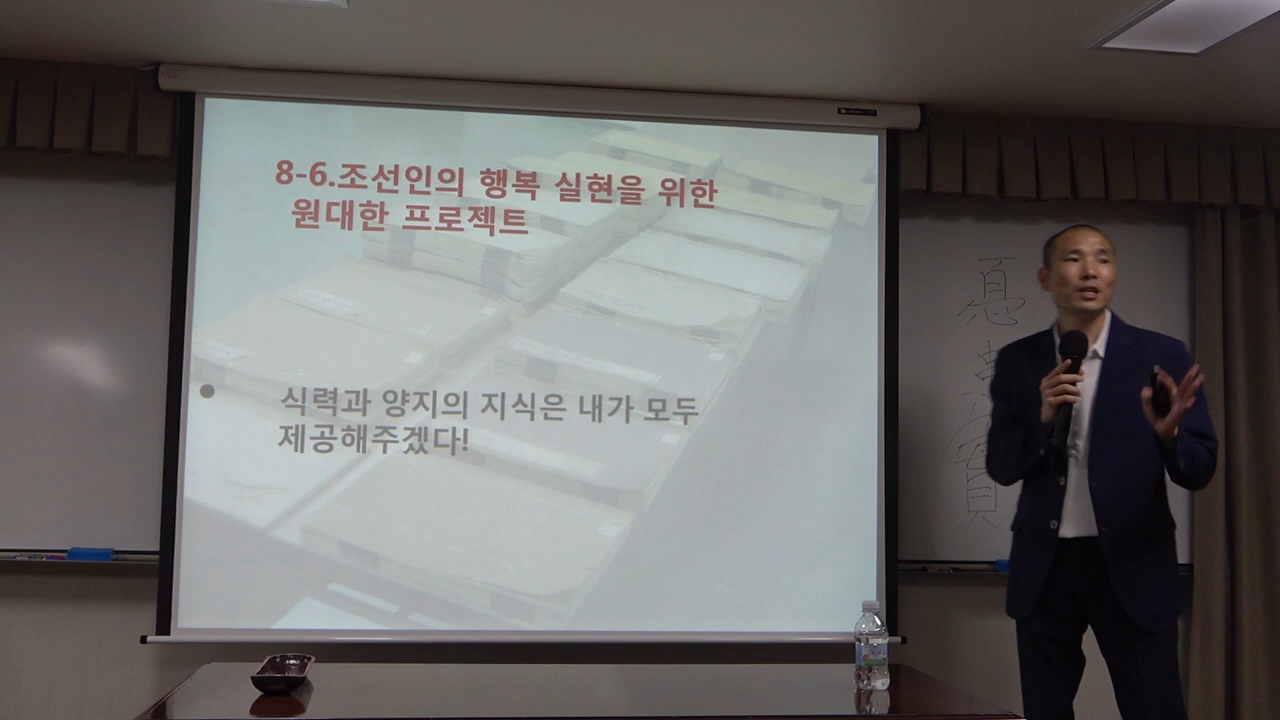 8-6.조선인의 행복 실현을 위한
원대한 프로젝트
● 식력과 양지의 지식은 내가 모두
제공해주겠다!